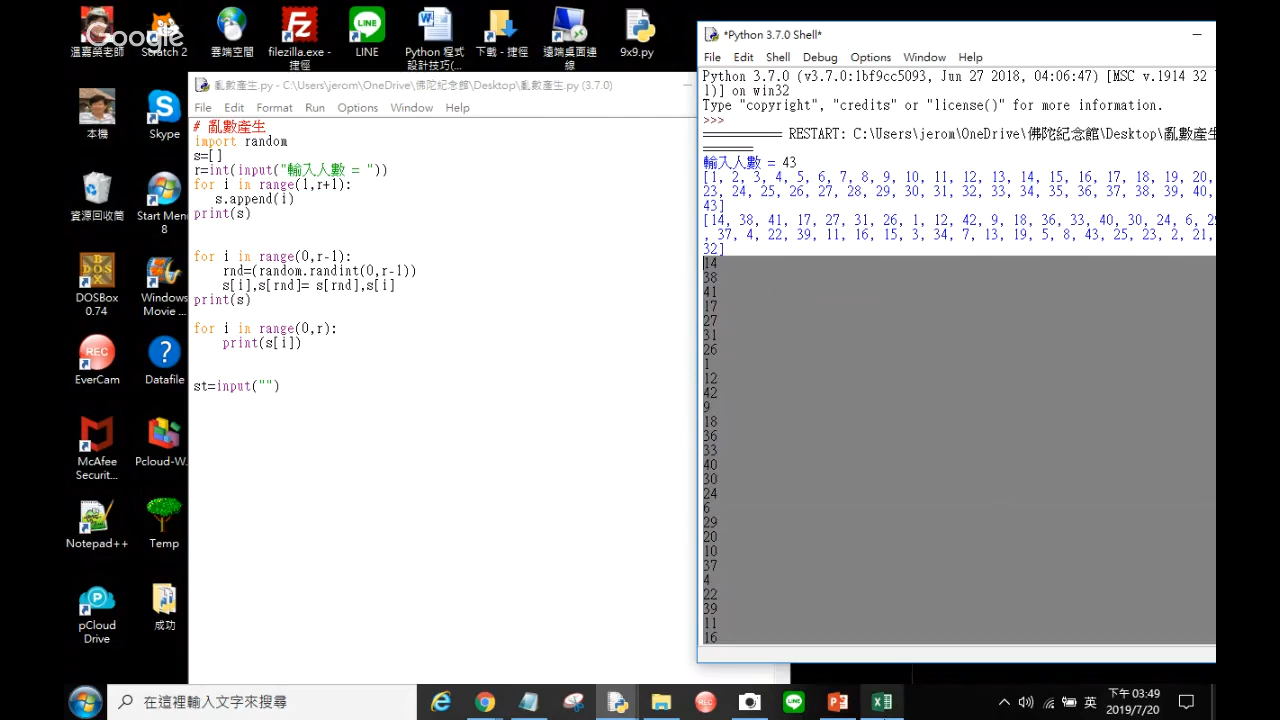 Google
溫嘉榮老師
Scratch 2
雲端空間
filezilla.exe - 捷徑
LINE
Python 程式設計技巧(...
下載 - 捷徑
遠端桌面連線
9x9.py
本機
Skype
資源回收筒
Start Menu 8
DOSBox 0.74
Windows Movie ...
EverCam
Datafile
McAfee Securit...
Pcloud-W.
Notepad++
Temp
pCloud Drive
成功
亂數產生.py - C:\Users\jerom\OneDrive\佛陀紀念館\Desktop\亂數產生.py (3.7.0)
File Edit Format Run Options Window Help
# 亂數產生
import random
s=[]
r=int(input("輸入人數 = "))
for i in range(1,r+1):
s.append(i)
print(s)
for i in range(0,r-1):
rnd=(random.randint(0,r-1))
s[i],s[rnd]= s[rnd],s[i]
print(s)
for i in range(0,r):
print(s[i])
st=input("")
*Python 3.7.0 Shell*
File Edit Shell Debug Options Window Help
Python 3.7.0 (v3.7.0:1bf9cc5093, Jun 27 2018, 04:06:47) [MSC v.1914 32
l)] on win32
Type "copyright", "credits" or "license()" for more information.
>>>
========== RESTART: C:\Users\jerom\OneDrive\佛陀紀念館\Desktop\亂數產生
=======
輸入人數 = 43
[1, 2, 3, 4, 5, 6, 7, 8, 9, 10, 11, 12, 13, 14, 15, 16, 17, 18, 19, 20,
23, 24, 25, 26, 27, 28, 29, 30, 31, 32, 33, 34, 35, 36, 37, 38, 39, 40,
43]
[14, 38, 41, 17, 27, 31, 26, 1, 12, 42, 9, 18, 36, 33, 40, 30, 24, 6, 29
, 37, 4, 22, 39, 11, 16, 15, 3, 34, 7, 13, 19, 5, 8, 43, 25, 23, 2, 21,
32]
14
38
41
17
27
31
26
1
12
42
9
18
36
33
40
30
24
6
29
20
10
37
4
22
39
11
16
在這裡輸入文字來搜尋
英
下午 03:49
2019/7/20